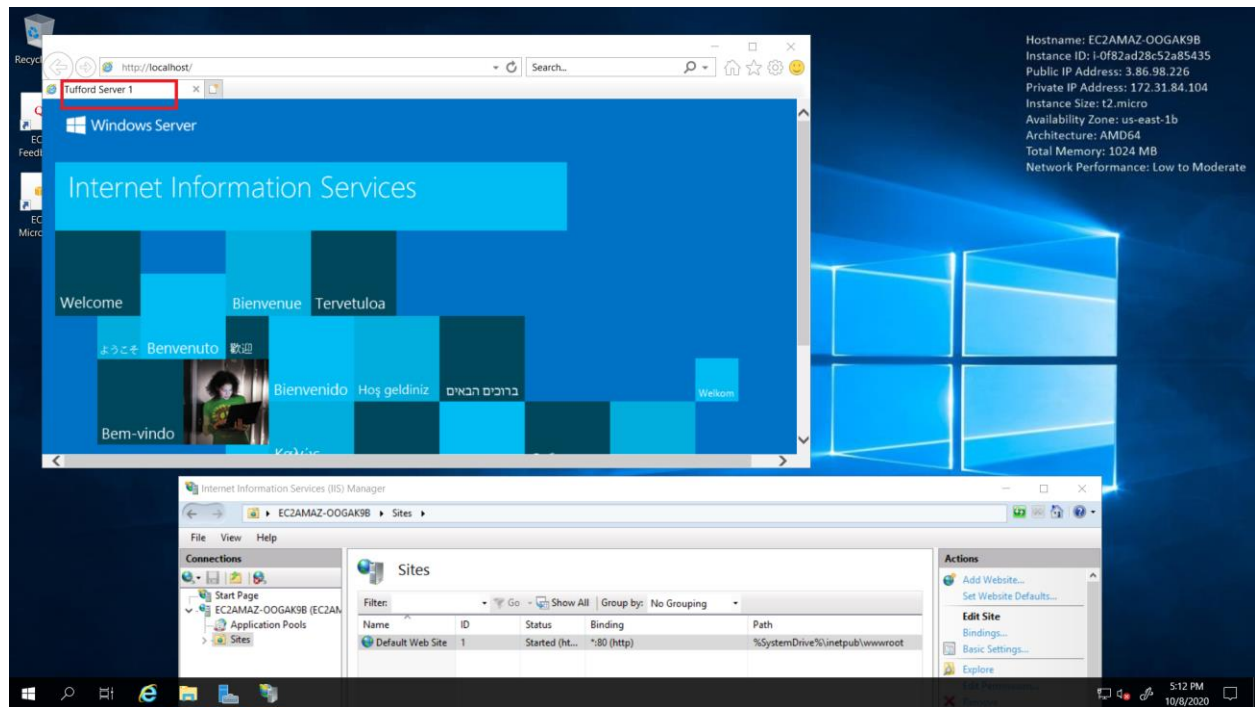 Recycl
EC
Feedb
EC
Micro
http://localhost/
Search...
Tufford Server 1
Windows Server
Internet Information Services
Welcome
Bienvenue
Tervetuloa
ようこそ
Benvenuto
歡迎
Bienvenido
Hoş geldiniz
ברוכים הבאים
Welkom
Bem-vindo
Hostname: EC2AMAZ-OOGAK9B
Instance ID: i-0f82ad28c52a85435
Public IP Address: 3.86.98.226
Private IP Address: 172.31.84.104
Instance Size: t2.micro
Availability Zone: us-east-1b
Architecture: AMD64
Total Memory: 1024 MB
Network Performance: Low to Moderate
Internet Information Services (IIS) Manager
EC2AMAZ-OOGAK9B ▸ Sites ▸
File View Help
Connections
Start Page
EC2AMAZ-OOGAK9B (EC2AM
Application Pools
Sites
Sites
Filter: Go Show All Group by: No Grouping
Name ID Status Binding Path
Default Web Site 1 Started (ht... *:80 (http) %SystemDrive%\inetpub\wwwroot
Actions
Add Website...
Set Website Defaults...
Edit Site
Bindings...
Basic Settings...
Explore
5:12 PM
10/8/2020